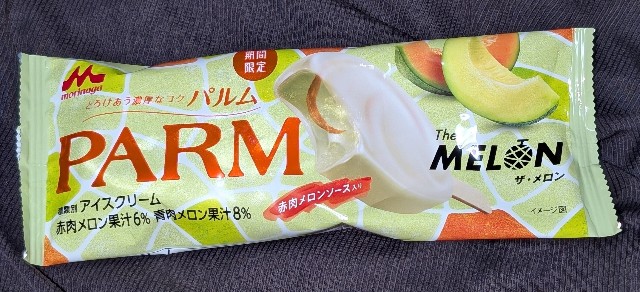 morinaga
期間
限定
とろけあう濃厚なコク パルム
PARM
種類別 アイスクリーム
赤肉メロン果汁6% 青肉メロン果汁8%
赤肉メロンソース入り
The
MELON
ザ・メロン
イメージ図